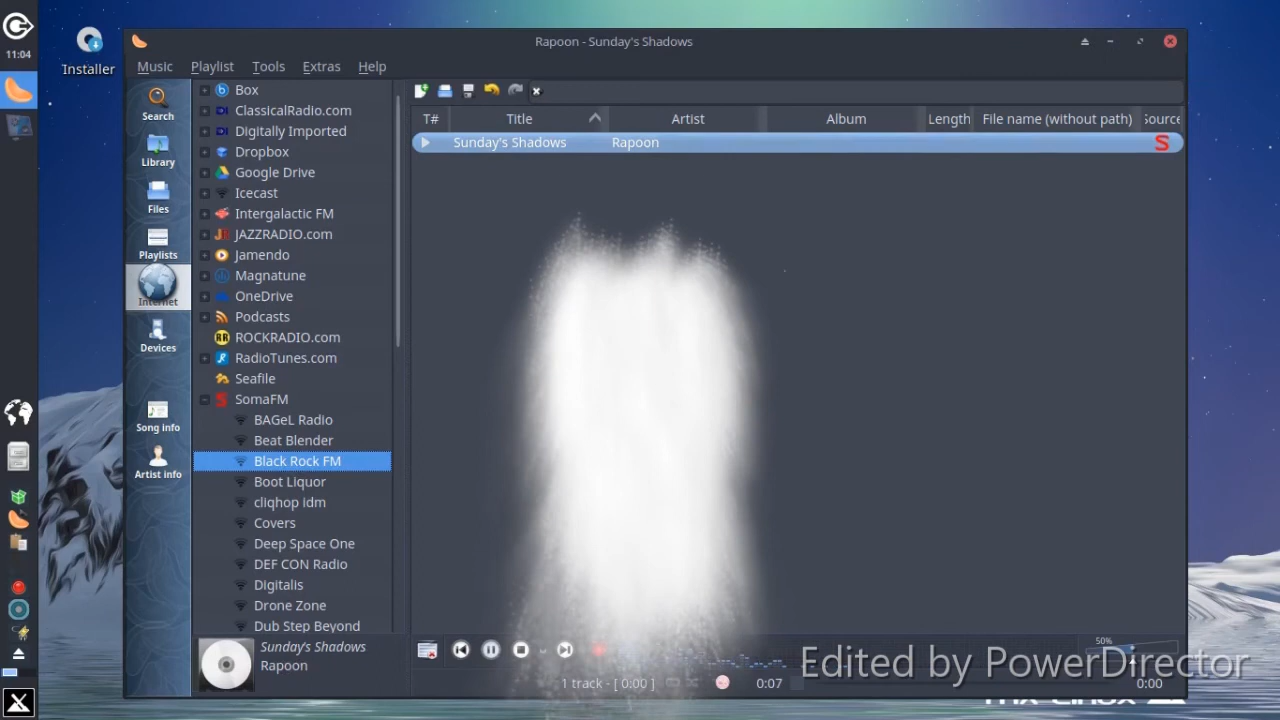 11:04
Installer
Rapoon - Sunday's Shadows
Music Playlist Tools Extras Help
Search
Library
Files
Playlists
Internet
Devices
Song info
Artist info
Box
ClassicalRadio.com
Digitally Imported
Dropbox
Google Drive
Icecast
Intergalactic FM
JAZZRADIO.com
Jamendo
Magnatune
OneDrive
Podcasts
ROCKRADIO.com
RadioTunes.com
Seafile
SomaFM
BAGeL Radio
Beat Blender
Black Rock FM
Boot Liquor
cliqhop idm
Covers
Deep Space One
DEF CON Radio
Digitalis
Drone Zone
Dub Step Beyond
T# Title Artist Album Length File name (without path) Source
Sunday's Shadows Rapoon
Sunday's Shadows
Rapoon
50%
1 track - [ 0:00 ]
0:07
0:00
Edited by PowerDirector